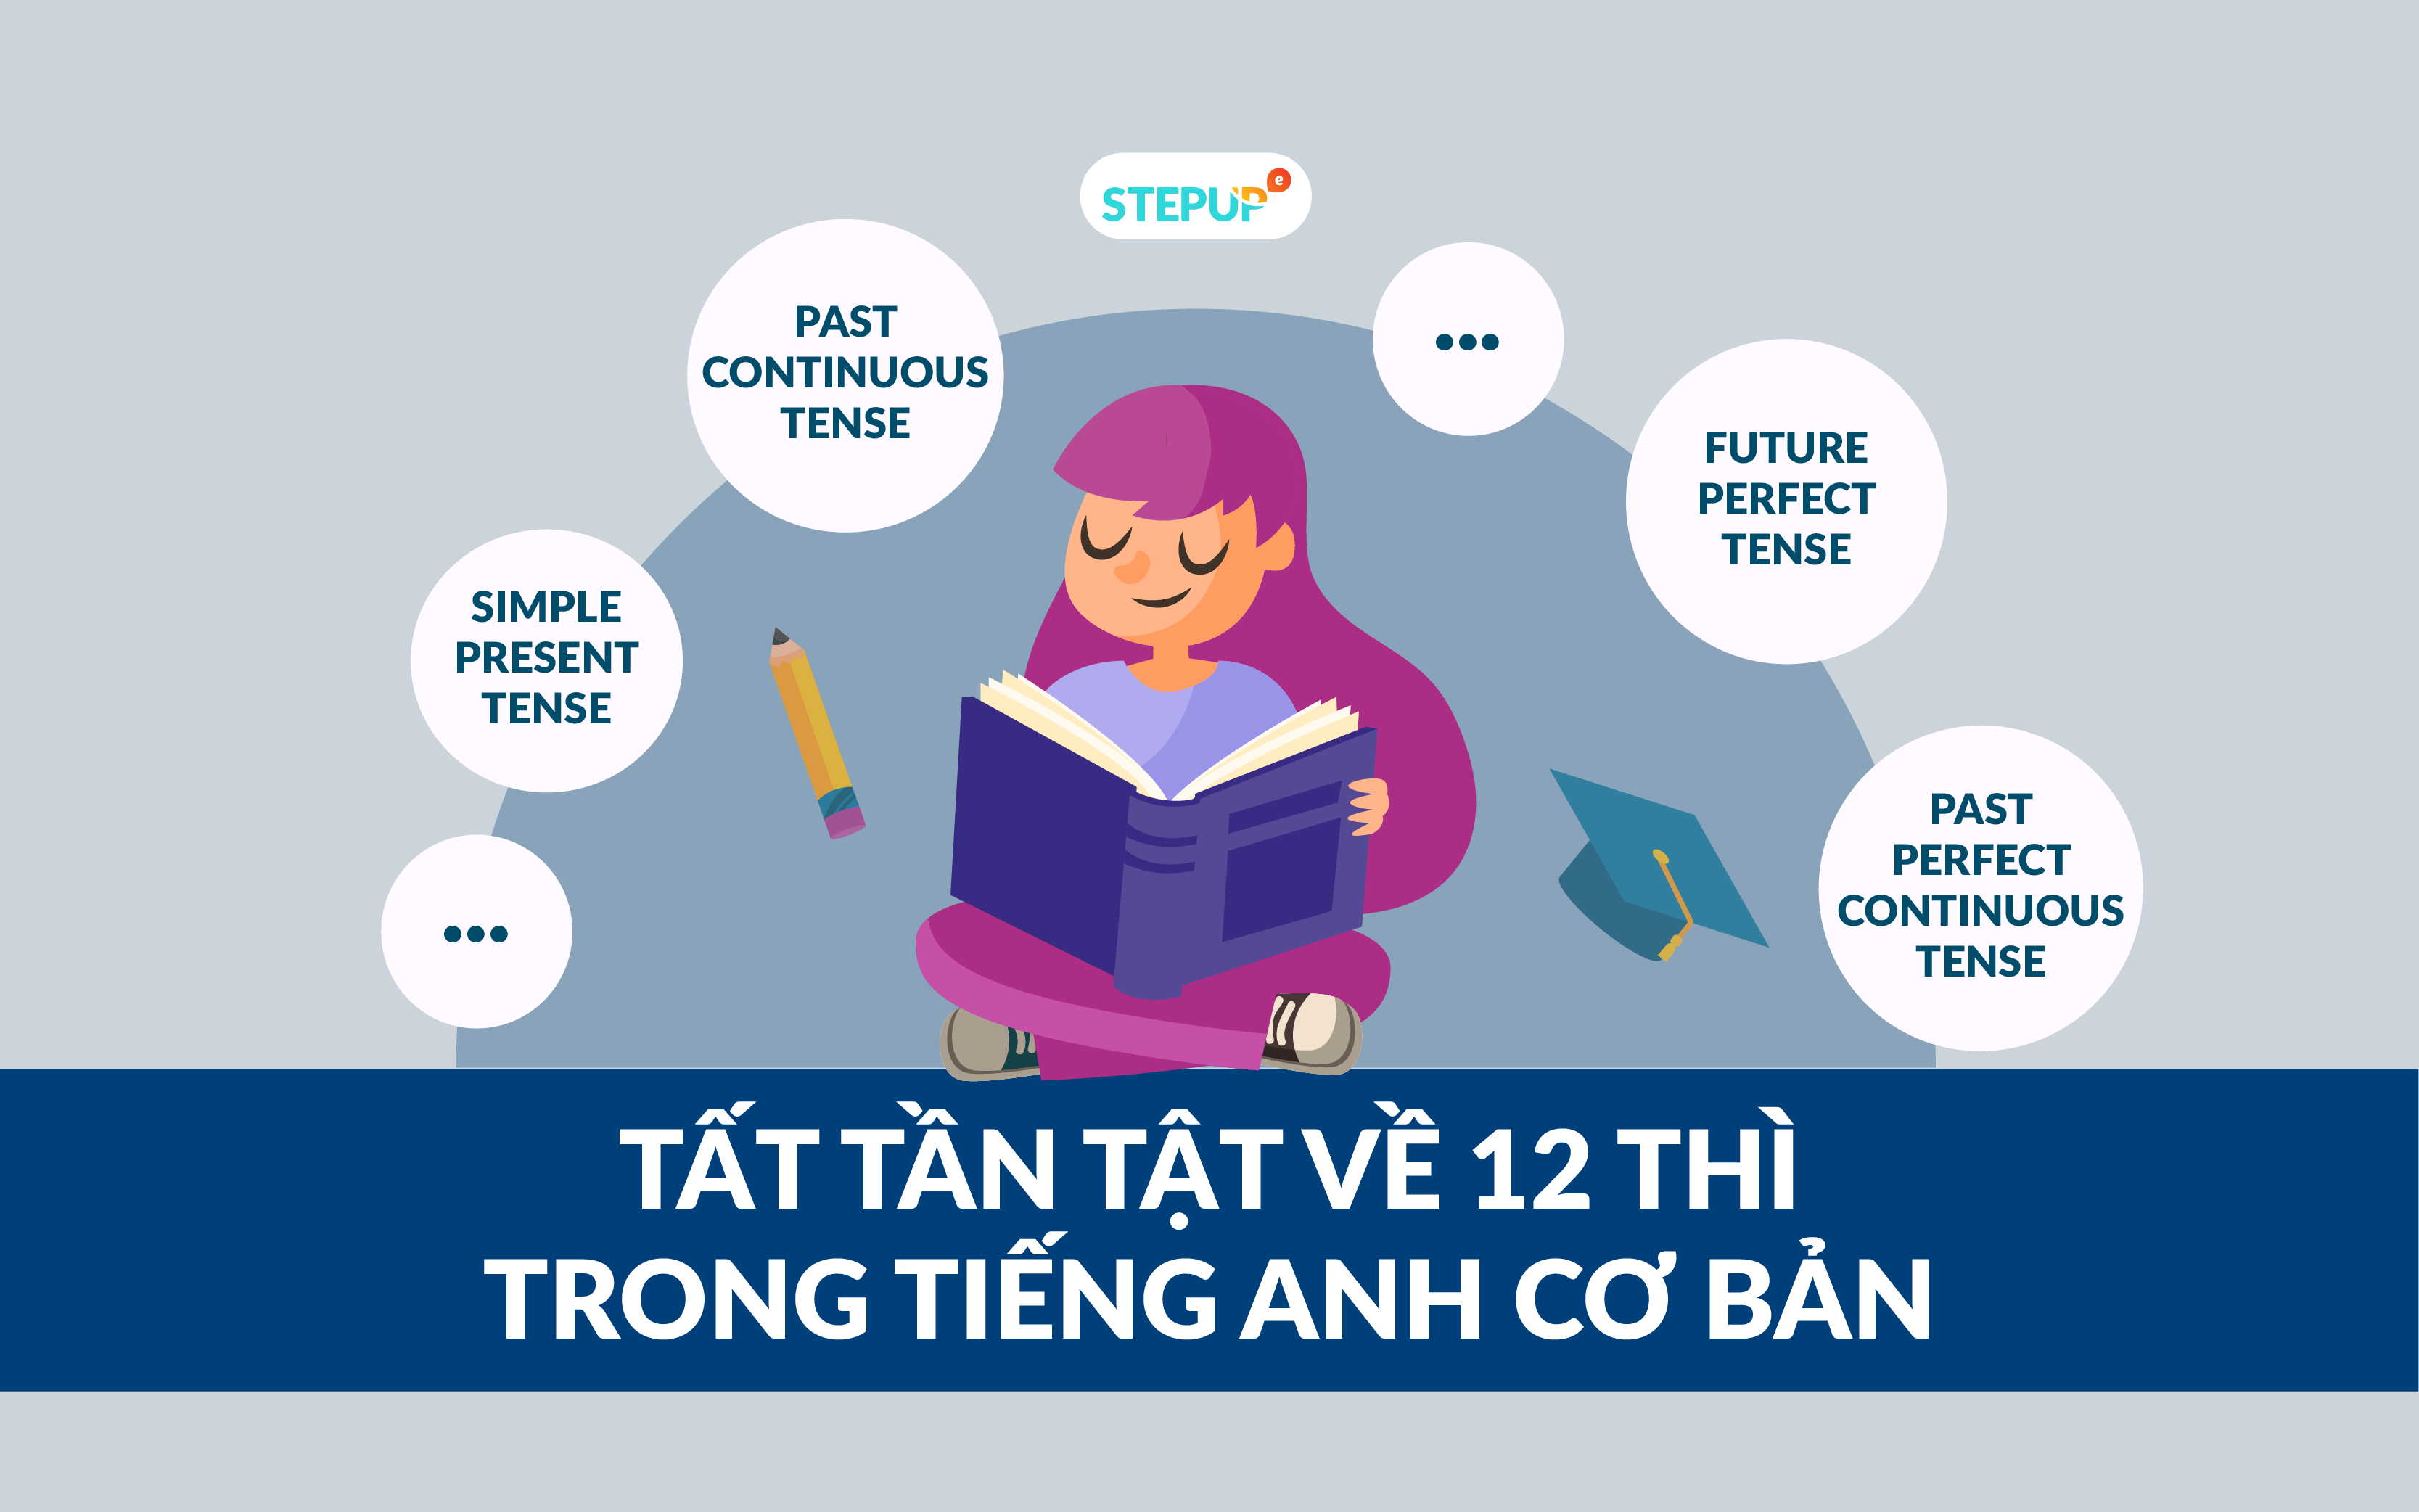 STEPUP
e
PAST
CONTINUOUS
TENSE
...
FUTURE
PERFECT
TENSE
SIMPLE
PRESENT
TENSE
PAST
PERFECT
CONTINUOUS
TENSE
...
TẤT TẦN TẬT VỀ 12 THÌ
TRONG TIẾNG ANH CƠ BẢN